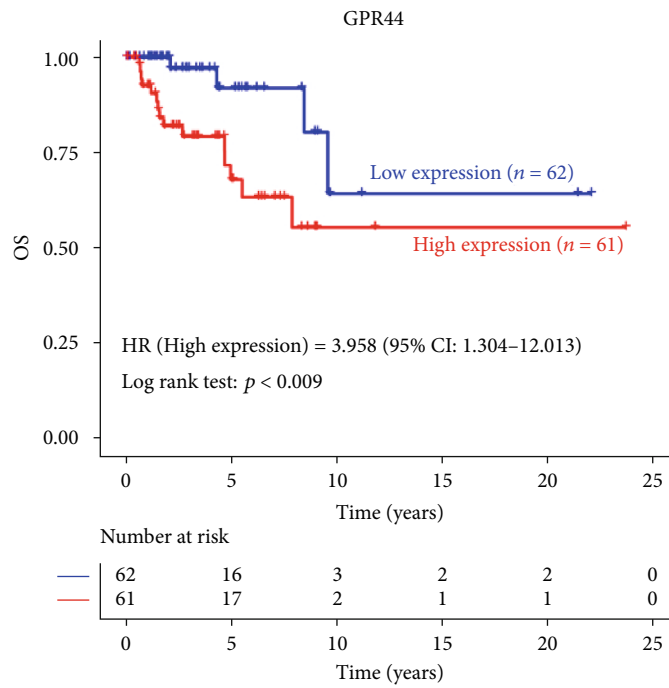 GPR44
1.00
0.75
0.50
0.25
0.00
OS
Low expression (n = 62)
High expression (n = 61)
HR (High expression) = 3.958 (95% CI: 1.304–12.013)
Log rank test: p < 0.009
0 5 10 15 20 25
Time (years)
Number at risk
62 16 3 2 2 0
61 17 2 1 1 0
0 5 10 15 20 25
Time (years)